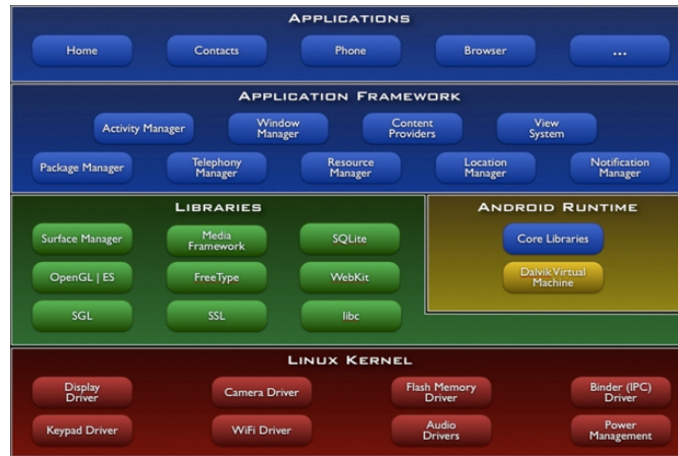 APPLICATIONS
Home
Contacts
Phone
Browser
...
APPLICATION FRAMEWORK
Activity Manager
Window
Manager
Content
Providers
View
System
Package Manager
Telephony
Manager
Resource
Manager
Location
Manager
Notification
Manager
LIBRARIES
Surface Manager
Media
Framework
SQLite
OpenGL | ES
FreeType
WebKit
SGL
SSL
libc
ANDROID RUNTIME
Core Libraries
Dalvik Virtual
Machine
LINUX KERNEL
Display
Driver
Camera Driver
Flash Memory
Driver
Binder (IPC)
Driver
Keypad Driver
WiFi Driver
Audio
Drivers
Power
Management